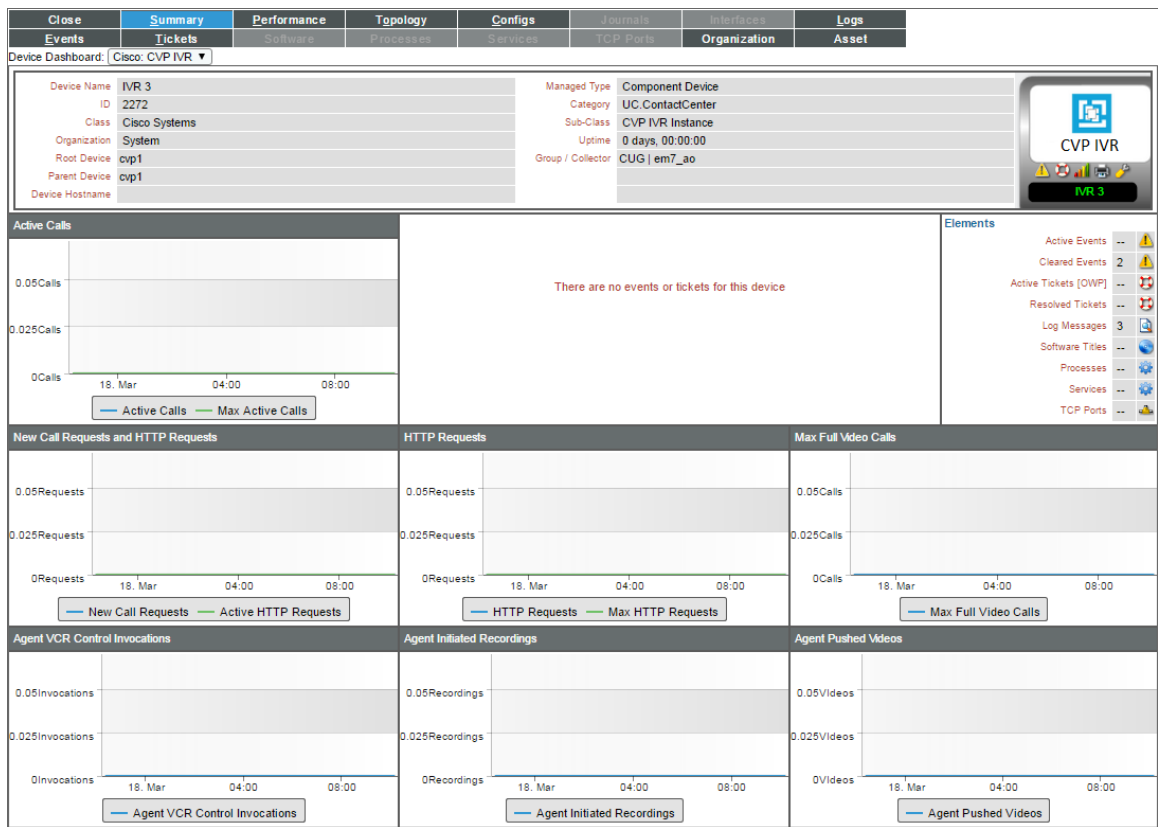 Close Summary Performance Topology Configs Journals Interfaces Logs
Events Tickets Software Processes Services TCP Ports Organization Asset
Device Dashboard: Cisco: CVP IVR ▼
Device Name IVR 3 Managed Type Component Device
ID 2272 Category UC.ContactCenter
Class Cisco Systems Sub-Class CVP IVR Instance
Organization System Uptime 0 days, 00:00:00
Root Device cvp1 Group / Collector CUG | em7_ao
Parent Device cvp1
Device Hostname
CVP IVR
IVR 3
Active Calls
0.05Calls
0.025Calls
0Calls
18. Mar 04:00 08:00
Active Calls Max Active Calls
There are no events or tickets for this device
Elements
Active Events --
Cleared Events 2
Active Tickets [OWP] --
Resolved Tickets --
Log Messages 3
Software Titles --
Processes --
Services --
TCP Ports --
New Call Requests and HTTP Requests
0.05Requests
0.025Requests
0Requests
18. Mar 04:00 08:00
New Call Requests Active HTTP Requests
HTTP Requests
0.05Requests
0.025Requests
0Requests
18. Mar 04:00 08:00
HTTP Requests Max HTTP Requests
Max Full Video Calls
0.05Calls
0.025Calls
0Calls
18. Mar 04:00 08:00
Max Full Video Calls
Agent VCR Control Invocations
0.05Invocations
0.025Invocations
0Invocations
18. Mar 04:00 08:00
Agent VCR Control Invocations
Agent Initiated Recordings
0.05Recordings
0.025Recordings
0Recordings
18. Mar 04:00 08:00
Agent Initiated Recordings
Agent Pushed Videos
0.05VIdeos
0.025VIdeos
0VIdeos
18. Mar 04:00 08:00
Agent Pushed Videos